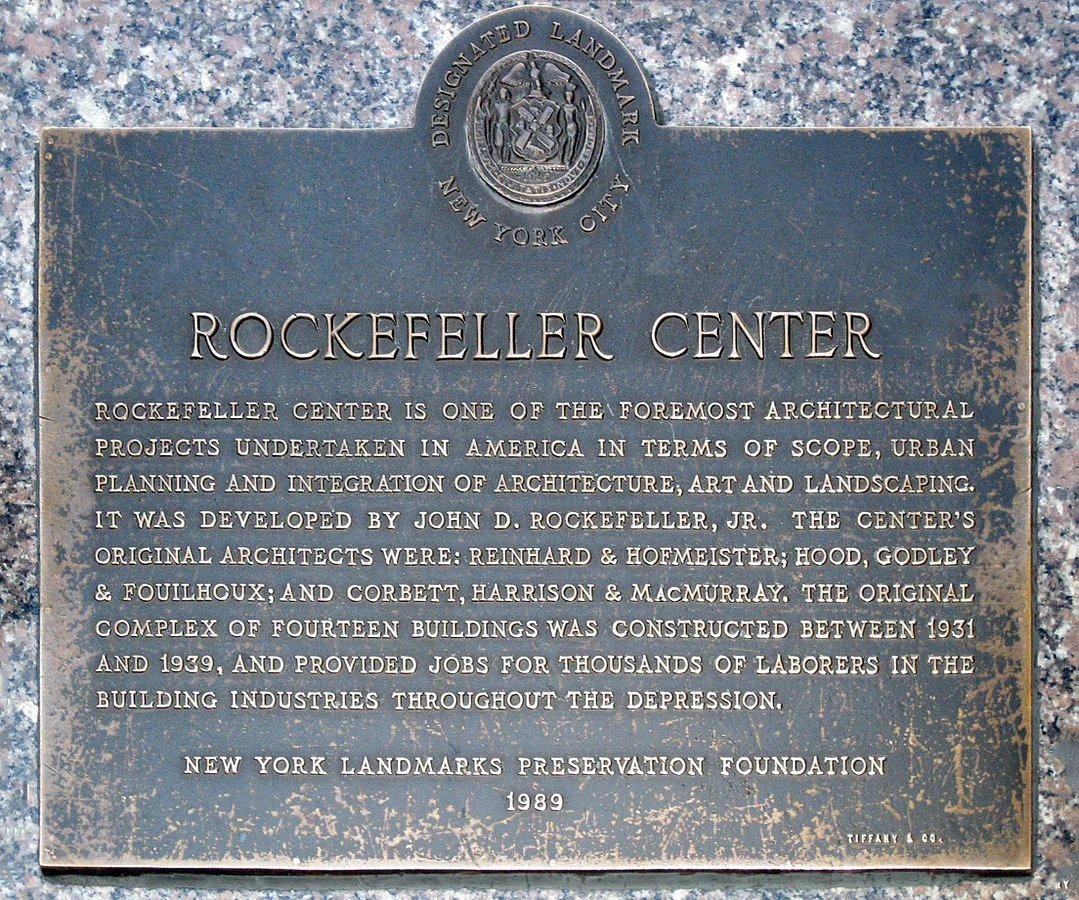 DESIGNATED LANDMARK
NEW YORK CITY
ROCKEFELLER CENTER
ROCKEFELLER CENTER IS ONE OF THE FOREMOST ARCHITECTURAL
PROJECTS UNDERTAKEN IN AMERICA IN TERMS OF SCOPE, URBAN
PLANNING AND INTEGRATION OF ARCHITECTURE, ART AND LANDSCAPING.
IT WAS DEVELOPED BY JOHN D. ROCKEFELLER, JR. THE CENTER'S
ORIGINAL ARCHITECTS WERE: REINHARD & HOFMEISTER; HOOD, GODLEY
& FOUILHOUX; AND CORBETT, HARRISON & MACMURRAY. THE ORIGINAL
COMPLEX OF FOURTEEN BUILDINGS WAS CONSTRUCTED BETWEEN 1931
AND 1939, AND PROVIDED JOBS FOR THOUSANDS OF LABORERS IN THE
BUILDING INDUSTRIES THROUGHOUT THE DEPRESSION.
NEW YORK LANDMARKS PRESERVATION FOUNDATION
1989
TIFFANY & CO.